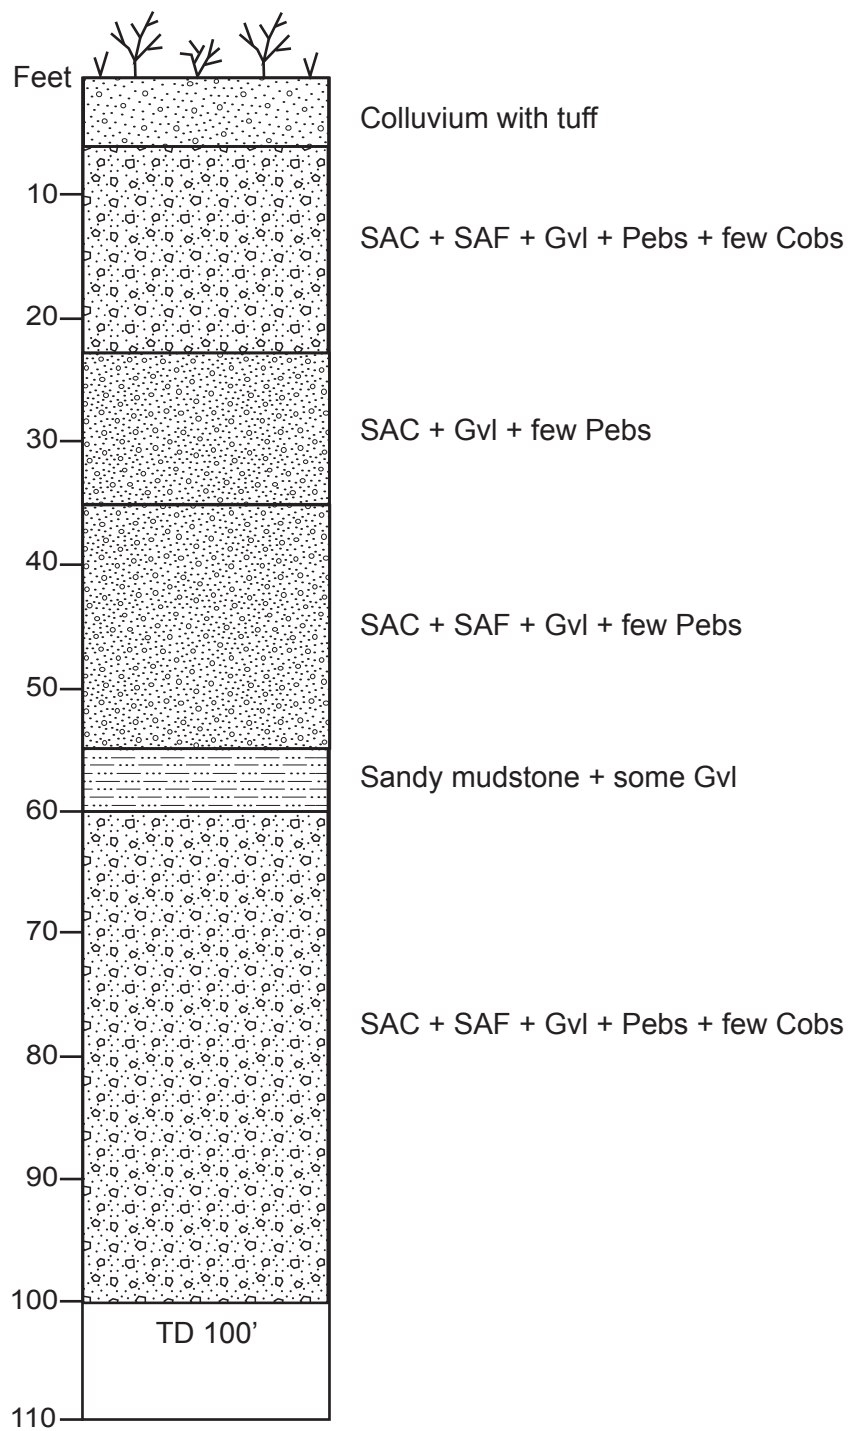 Feet
Colluvium with tuff
10
SAC + SAF + Gvl + Pebs + few Cobs
20
30
SAC + Gvl + few Pebs
40
SAC + SAF + Gvl + few Pebs
50
Sandy mudstone + some Gvl
60
70
SAC + SAF + Gvl + Pebs + few Cobs
80
90
100
TD 100’
110